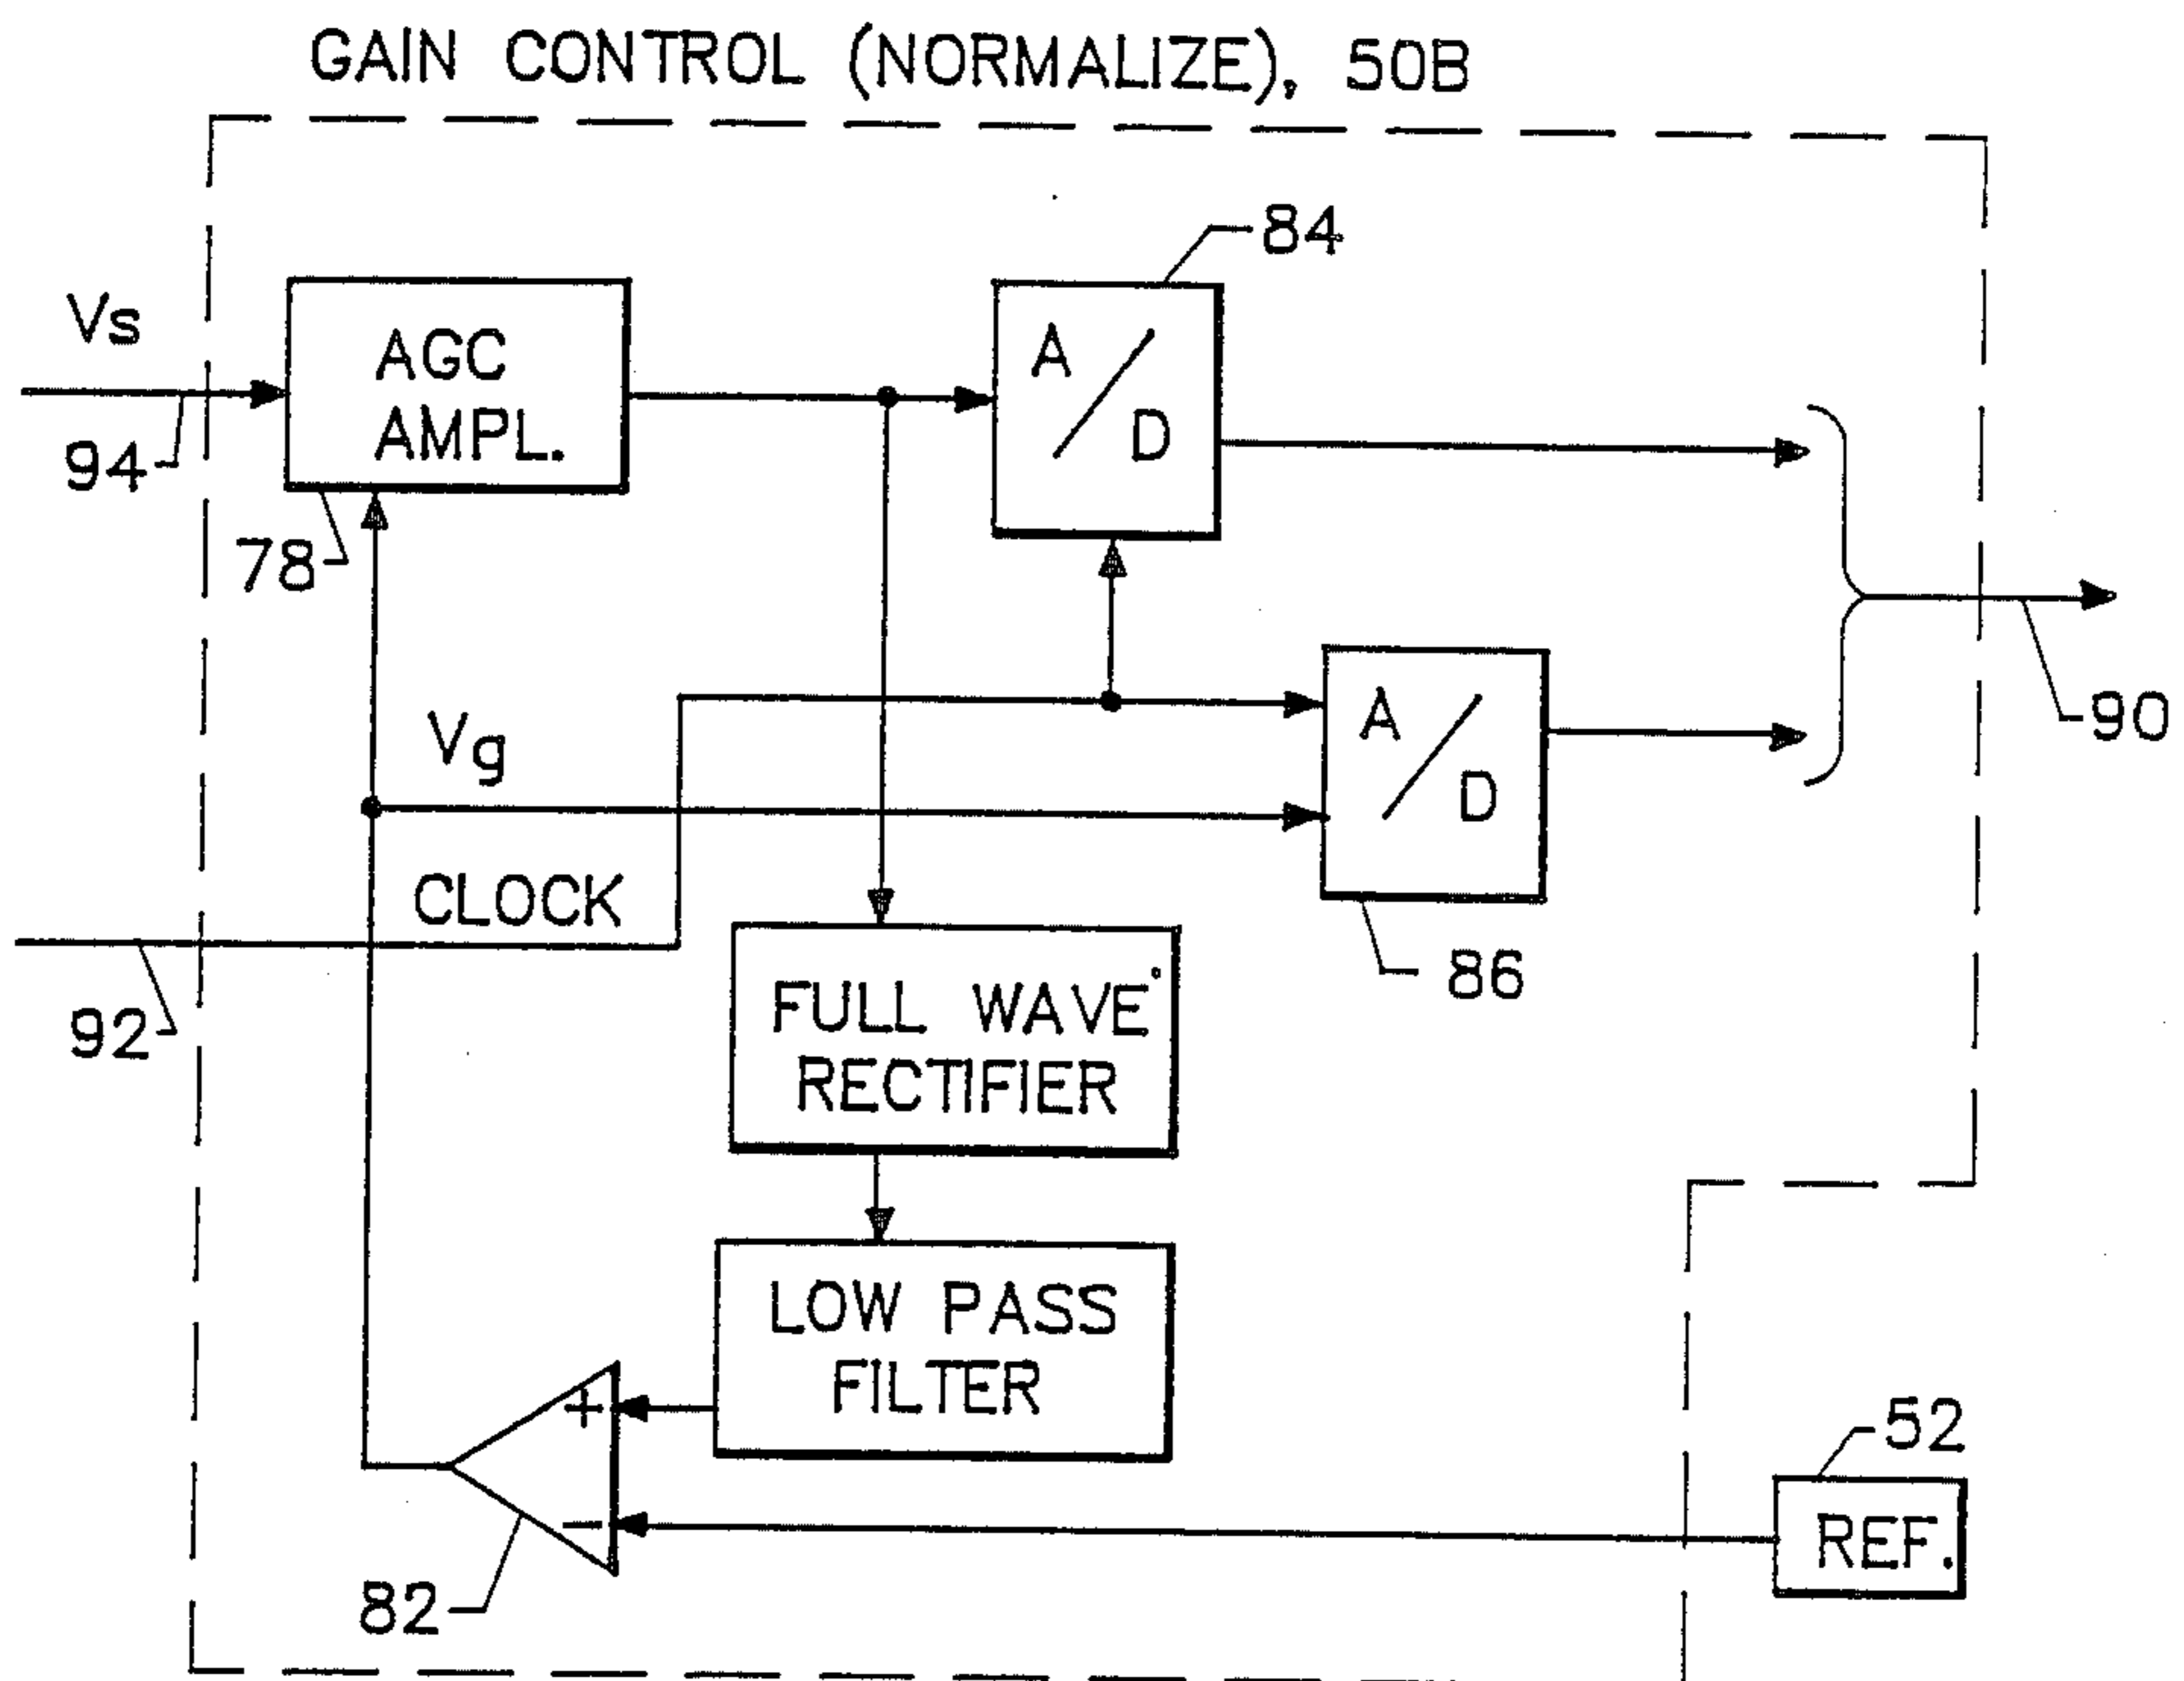 GAIN CONTROL (NORMALIZE), 50B
84
Vs
AGC
AMPL.
A/D
94
78
A/D
90
Vg
CLOCK
86
92
FULL WAVE
RECTIFIER
LOW PASS
FILTER
+
52
−
REF.
82